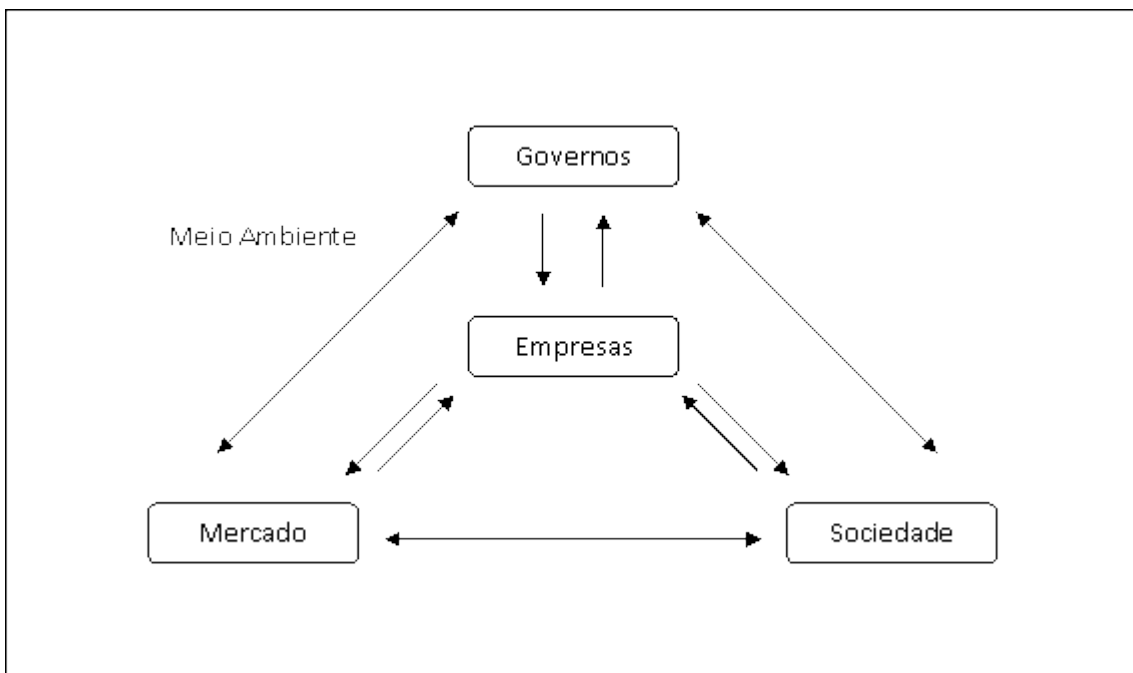 Governos
Meio Ambiente
Empresas
Mercado
Sociedade